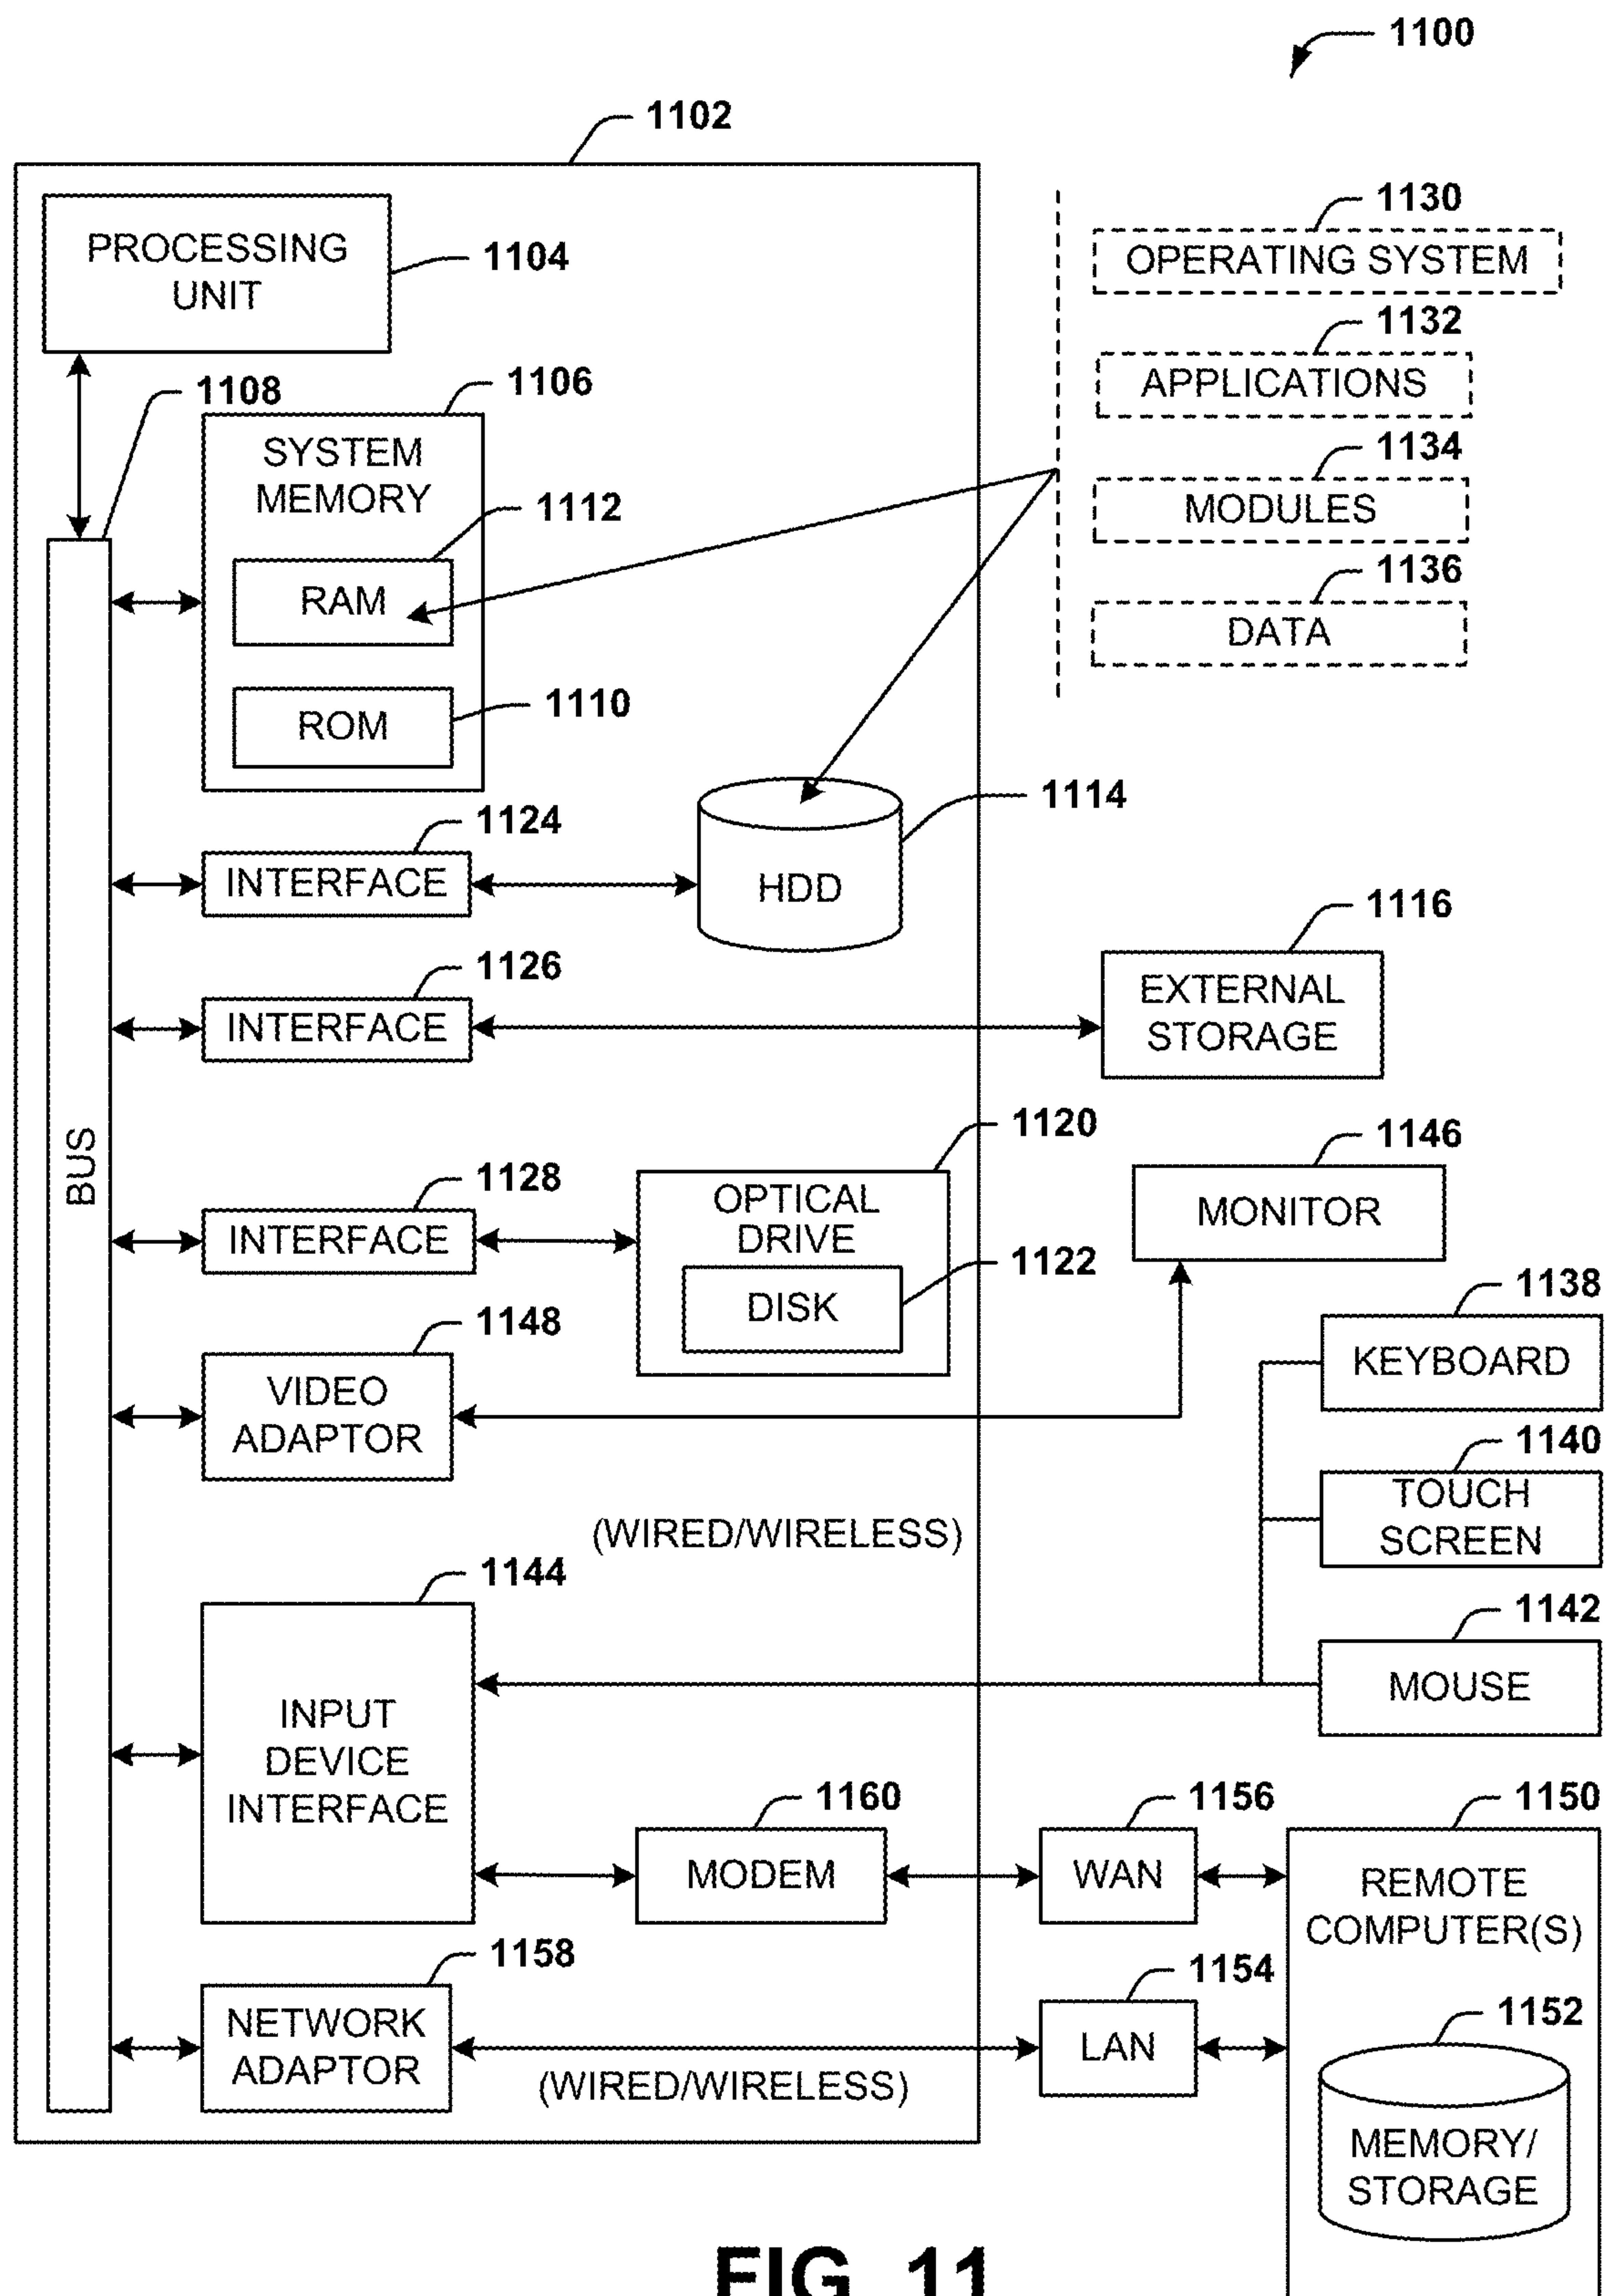 1100
1102
PROCESSING
UNIT
1104
1130
OPERATING SYSTEM
1132
APPLICATIONS
1134
MODULES
1136
DATA
1108
1106
SYSTEM
MEMORY
1112
RAM
ROM
1110
1124
INTERFACE
HDD
1114
1126
INTERFACE
1116
EXTERNAL
STORAGE
BUS
1128
INTERFACE
1120
OPTICAL
DRIVE
1122
DISK
1146
MONITOR
1148
VIDEO
ADAPTOR
1138
KEYBOARD
1140
TOUCH
SCREEN
(WIRED/WIRELESS)
1144
INPUT
DEVICE
INTERFACE
1142
MOUSE
1160
MODEM
1156
WAN
1150
REMOTE
COMPUTER(S)
1158
NETWORK
ADAPTOR
(WIRED/WIRELESS)
1154
LAN
1152
MEMORY/
STORAGE
FIG. 11